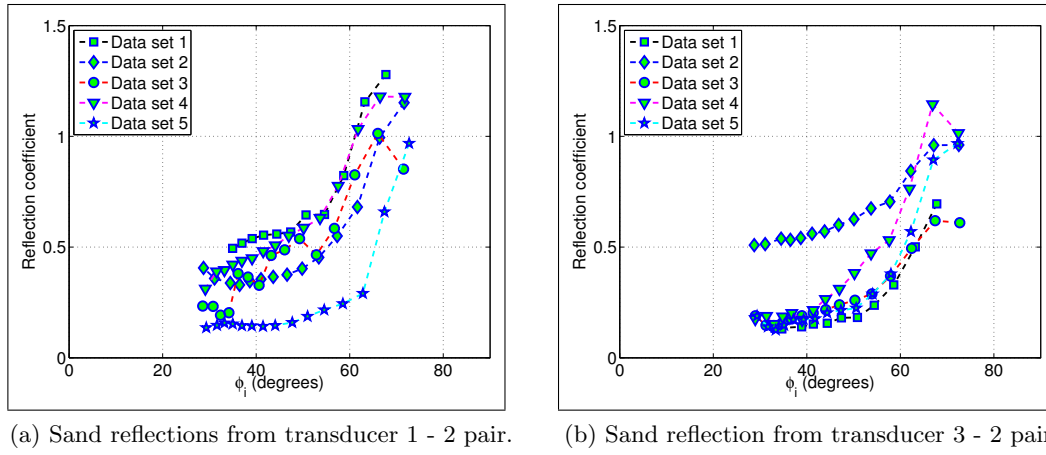 1.5
1
0.5
0
0
20
40
60
80
Reflection coefficient
ϕi (degrees)
Data set 1
Data set 2
Data set 3
Data set 4
Data set 5
(a) Sand reflections from transducer 1 - 2 pair.
1.5
1
0.5
0
0
20
40
60
80
Reflection coefficient
ϕi (degrees)
Data set 1
Data set 2
Data set 3
Data set 4
Data set 5
(b) Sand reflection from transducer 3 - 2 pair